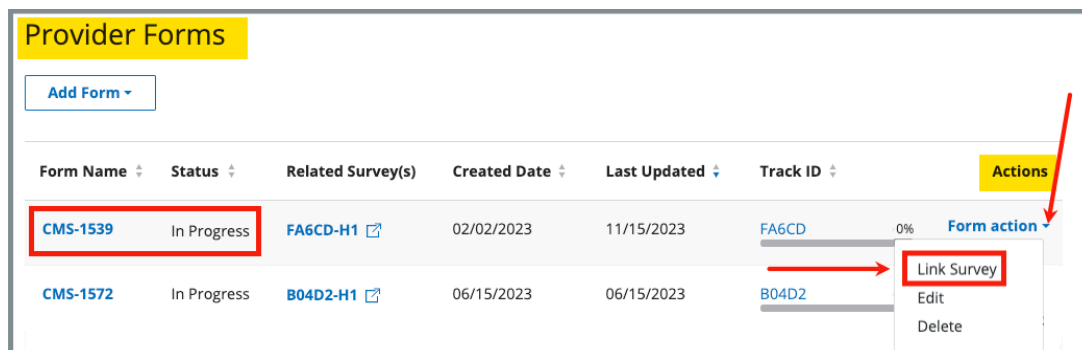 Provider Forms
Add Form
Form Name Status Related Survey(s) Created Date Last Updated Track ID Actions
CMS-1539 In Progress FA6CD-H1 02/02/2023 11/15/2023 FA6CD 0% Form action
Link Survey
CMS-1572 In Progress B04D2-H1 06/15/2023 06/15/2023 B04D2 Edit
Delete